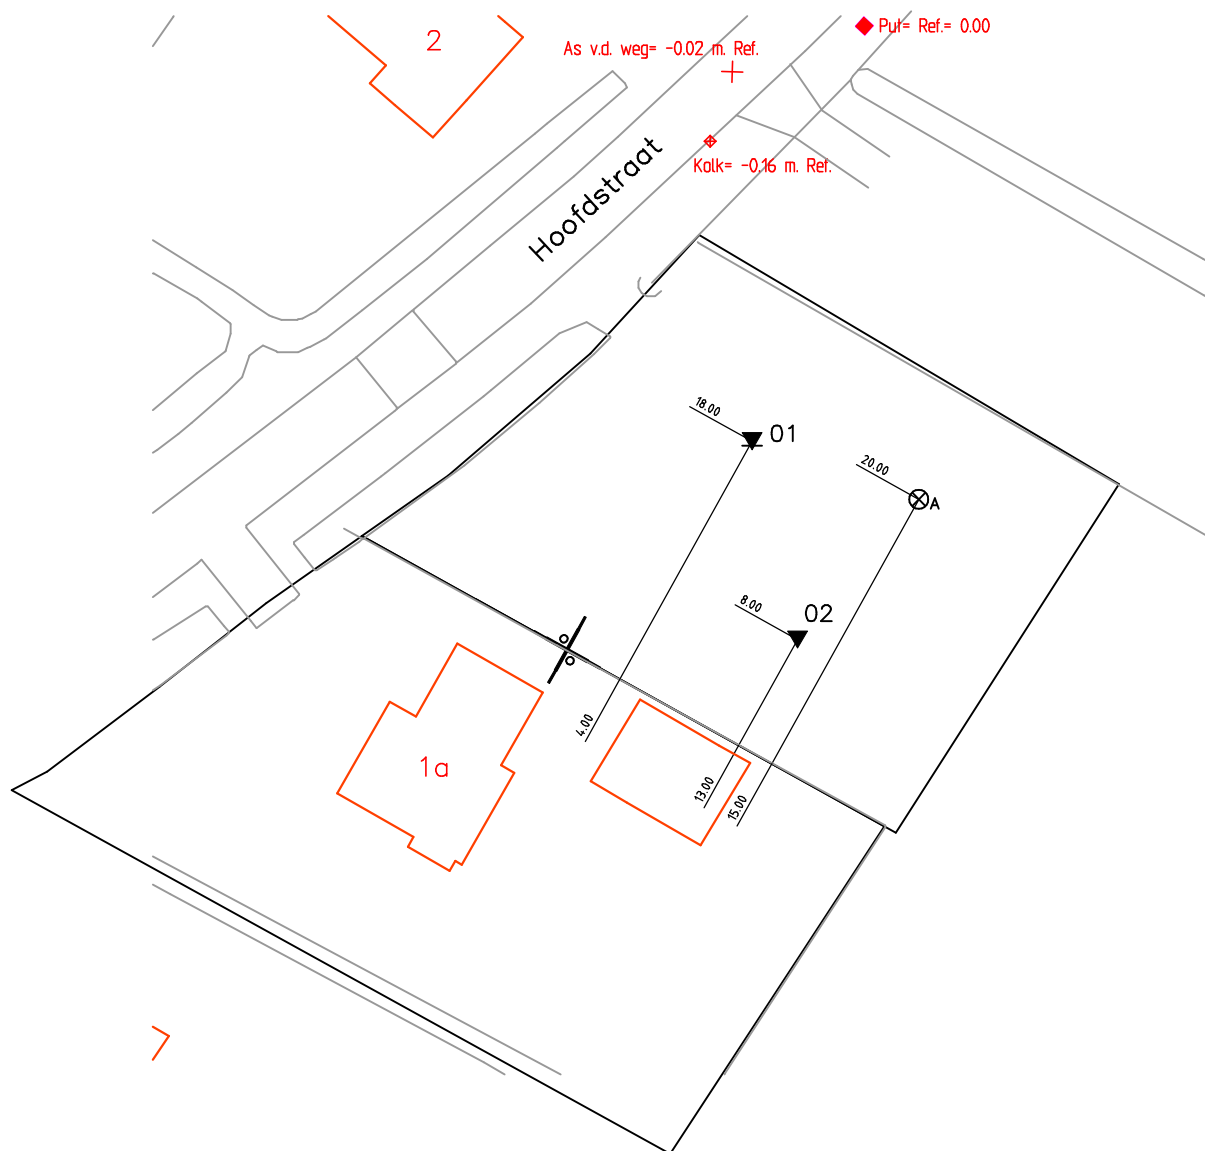 2
Put= Ref.= 0.00
As v.d. weg= -0.02 m. Ref.
Kolk= -0.16 m. Ref.
Hoofdstraat
18.00
01
20.00
A
8.00
02
4.00
1a
13.00
15.00